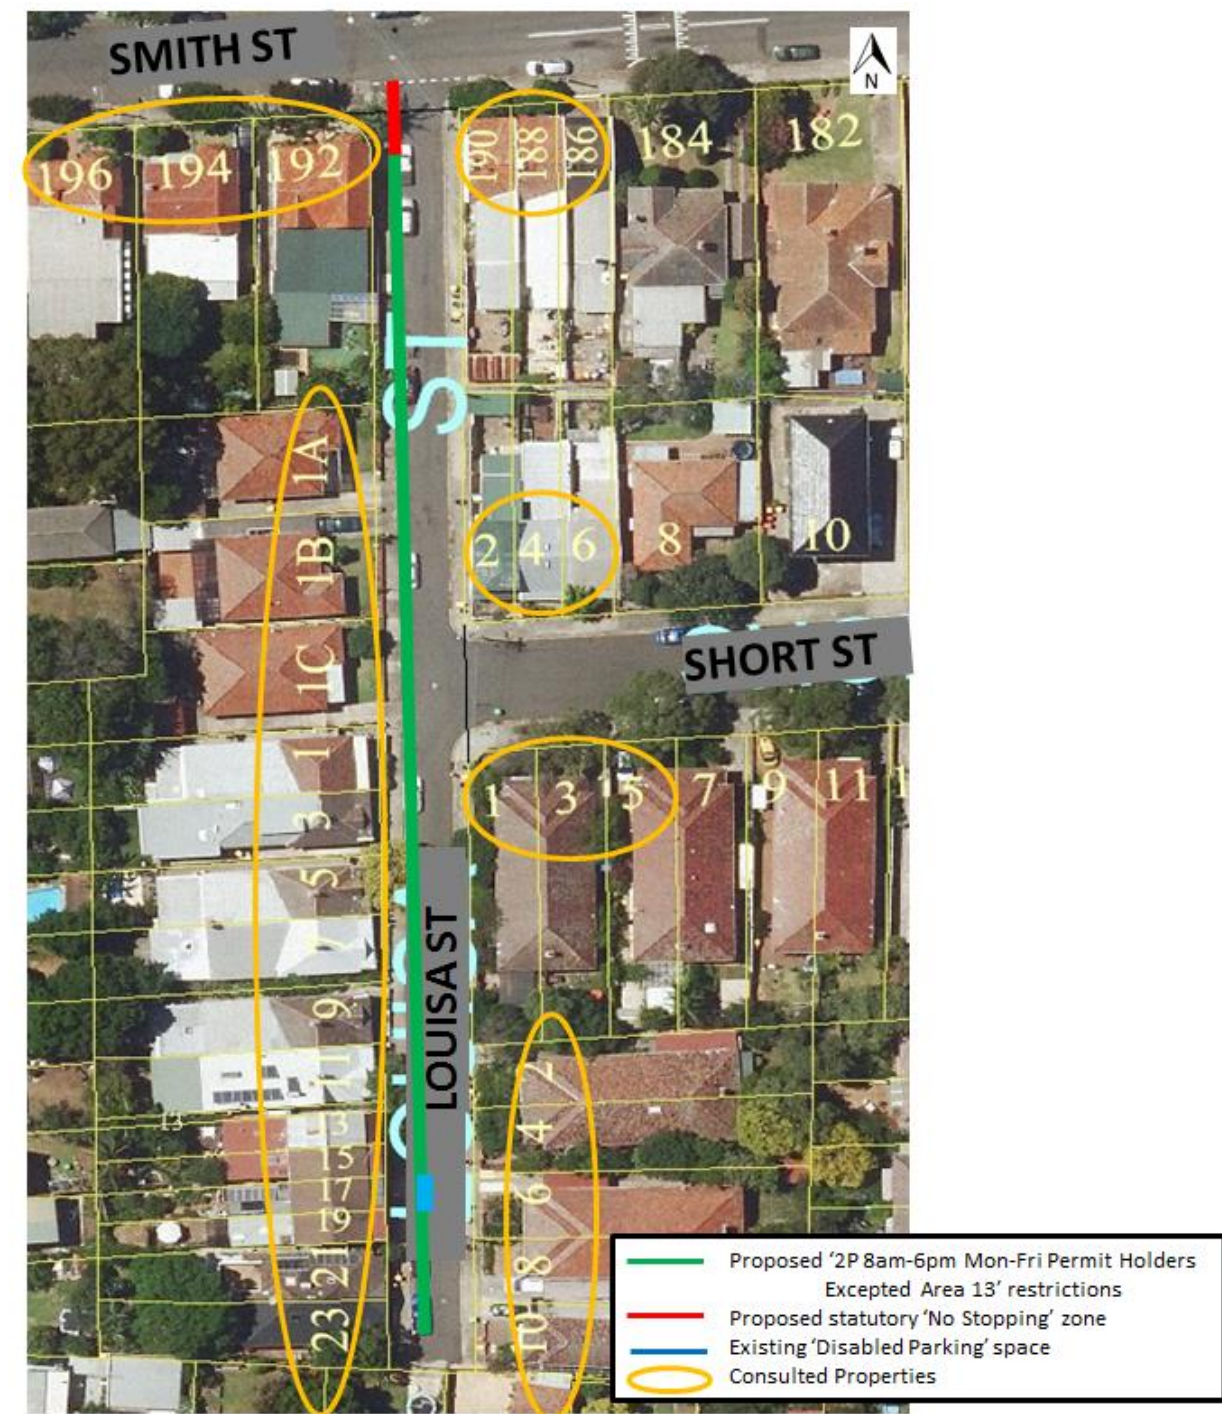 SMITH ST
N
196
194
192
190
188
186
184
182
ST
1A
1B
1C
2
4
6
8
10
SHORT ST
1
3
5
7
9
11
1
3
5
7
9
11
13
13
15
17
19
21
23
LOUISA ST
2
4
6
8
10
Proposed ‘2P 8am-6pm Mon-Fri Permit Holders
Excepted Area 13’ restrictions
Proposed statutory ‘No Stopping’ zone
Existing ‘Disabled Parking’ space
Consulted Properties